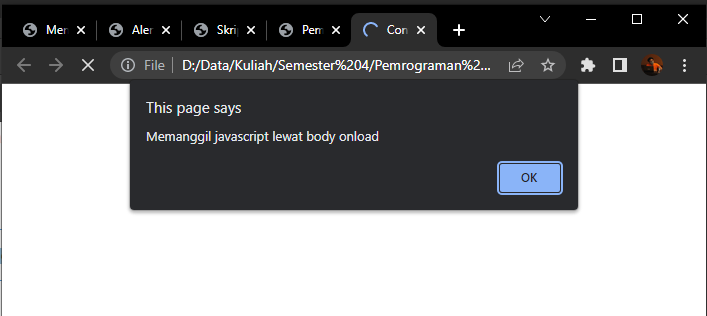 Mer
Aler
Skri
Pem
Con
File
D:/Data/Kuliah/Semester%204/Pemrograman%2...
This page says
Memanggil javascript lewat body onload
OK